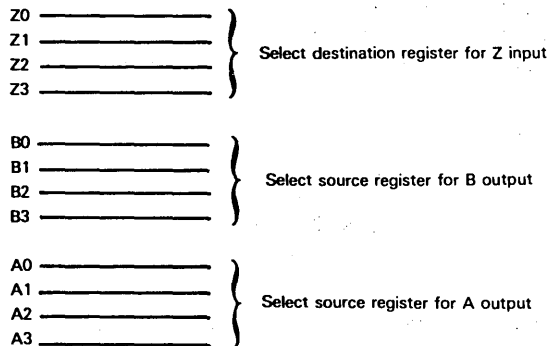 Z0
Z1
Select destination register for Z input
Z2
Z3
B0
B1
Select source register for B output
B2
B3
A0
A1
Select source register for A output
A2
A3